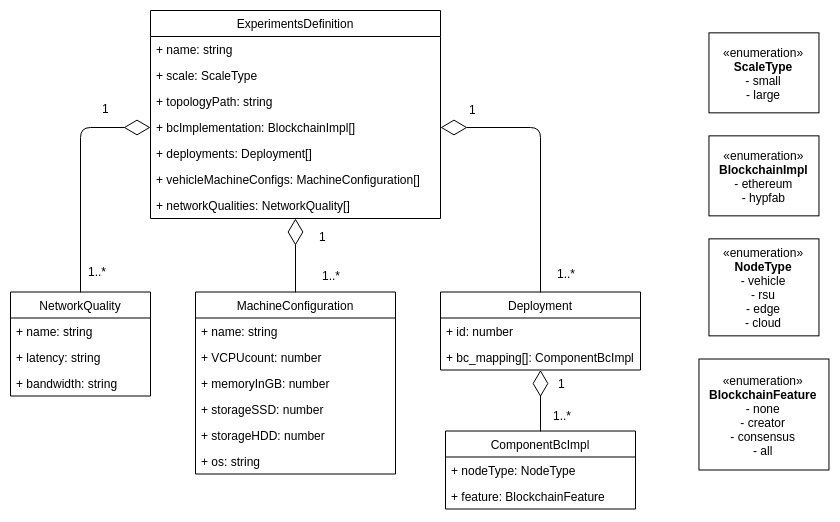 ExperimentsDefinition
+ name: string
+ scale: ScaleType
+ topologyPath: string
+ bcImplementation: BlockchainImpl[]
+ deployments: Deployment[]
+ vehicleMachineConfigs: MachineConfiguration[]
+ networkQualities: NetworkQuality[]
1
1..*
1
1..*
1
1..*
NetworkQuality
+ name: string
+ latency: string
+ bandwidth: string
MachineConfiguration
+ name: string
+ VCPUcount: number
+ memoryInGB: number
+ storageSSD: number
+ storageHDD: number
+ os: string
Deployment
+ id: number
+ bc_mapping[]: ComponentBcImpl
1
1..*
ComponentBcImpl
+ nodeType: NodeType
+ feature: BlockchainFeature
«enumeration»
ScaleType
- small
- large
«enumeration»
BlockchainImpl
- ethereum
- hypfab
«enumeration»
NodeType
- vehicle
- rsu
- edge
- cloud
«enumeration»
BlockchainFeature
- none
- creator
- consensus
- all